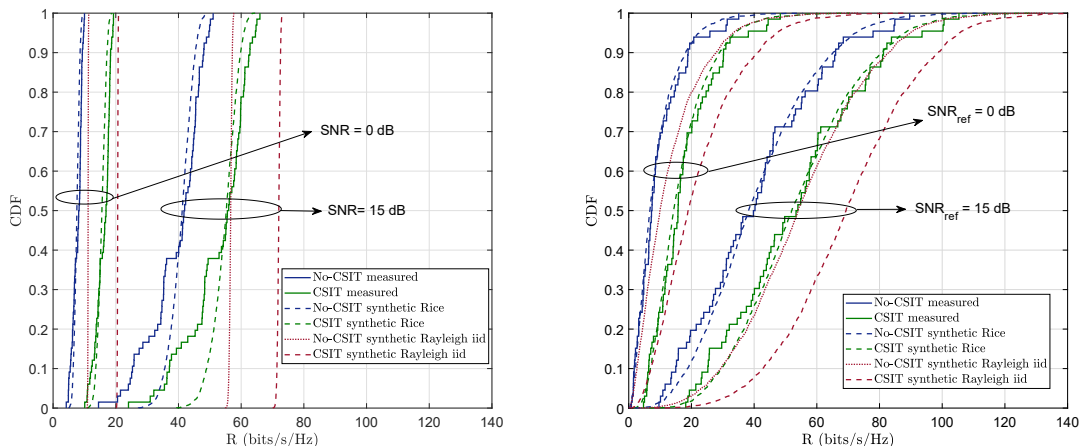 1
0.9
0.8
0.7
0.6
0.5
0.4
0.3
0.2
0.1
0
CDF
0 20 40 60 80 100 120 140
R (bits/s/Hz)
SNR = 0 dB
SNR= 15 dB
No-CSIT measured
CSIT measured
No-CSIT synthetic Rice
CSIT synthetic Rice
No-CSIT synthetic Rayleigh iid
CSIT synthetic Rayleigh iid
1
0.9
0.8
0.7
0.6
0.5
0.4
0.3
0.2
0.1
0
CDF
0 20 40 60 80 100 120 140
R (bits/s/Hz)
SNRref = 0 dB
SNRref = 15 dB
No-CSIT measured
CSIT measured
No-CSIT synthetic Rice
CSIT synthetic Rice
No-CSIT synthetic Rayleigh iid
CSIT synthetic Rayleigh iid